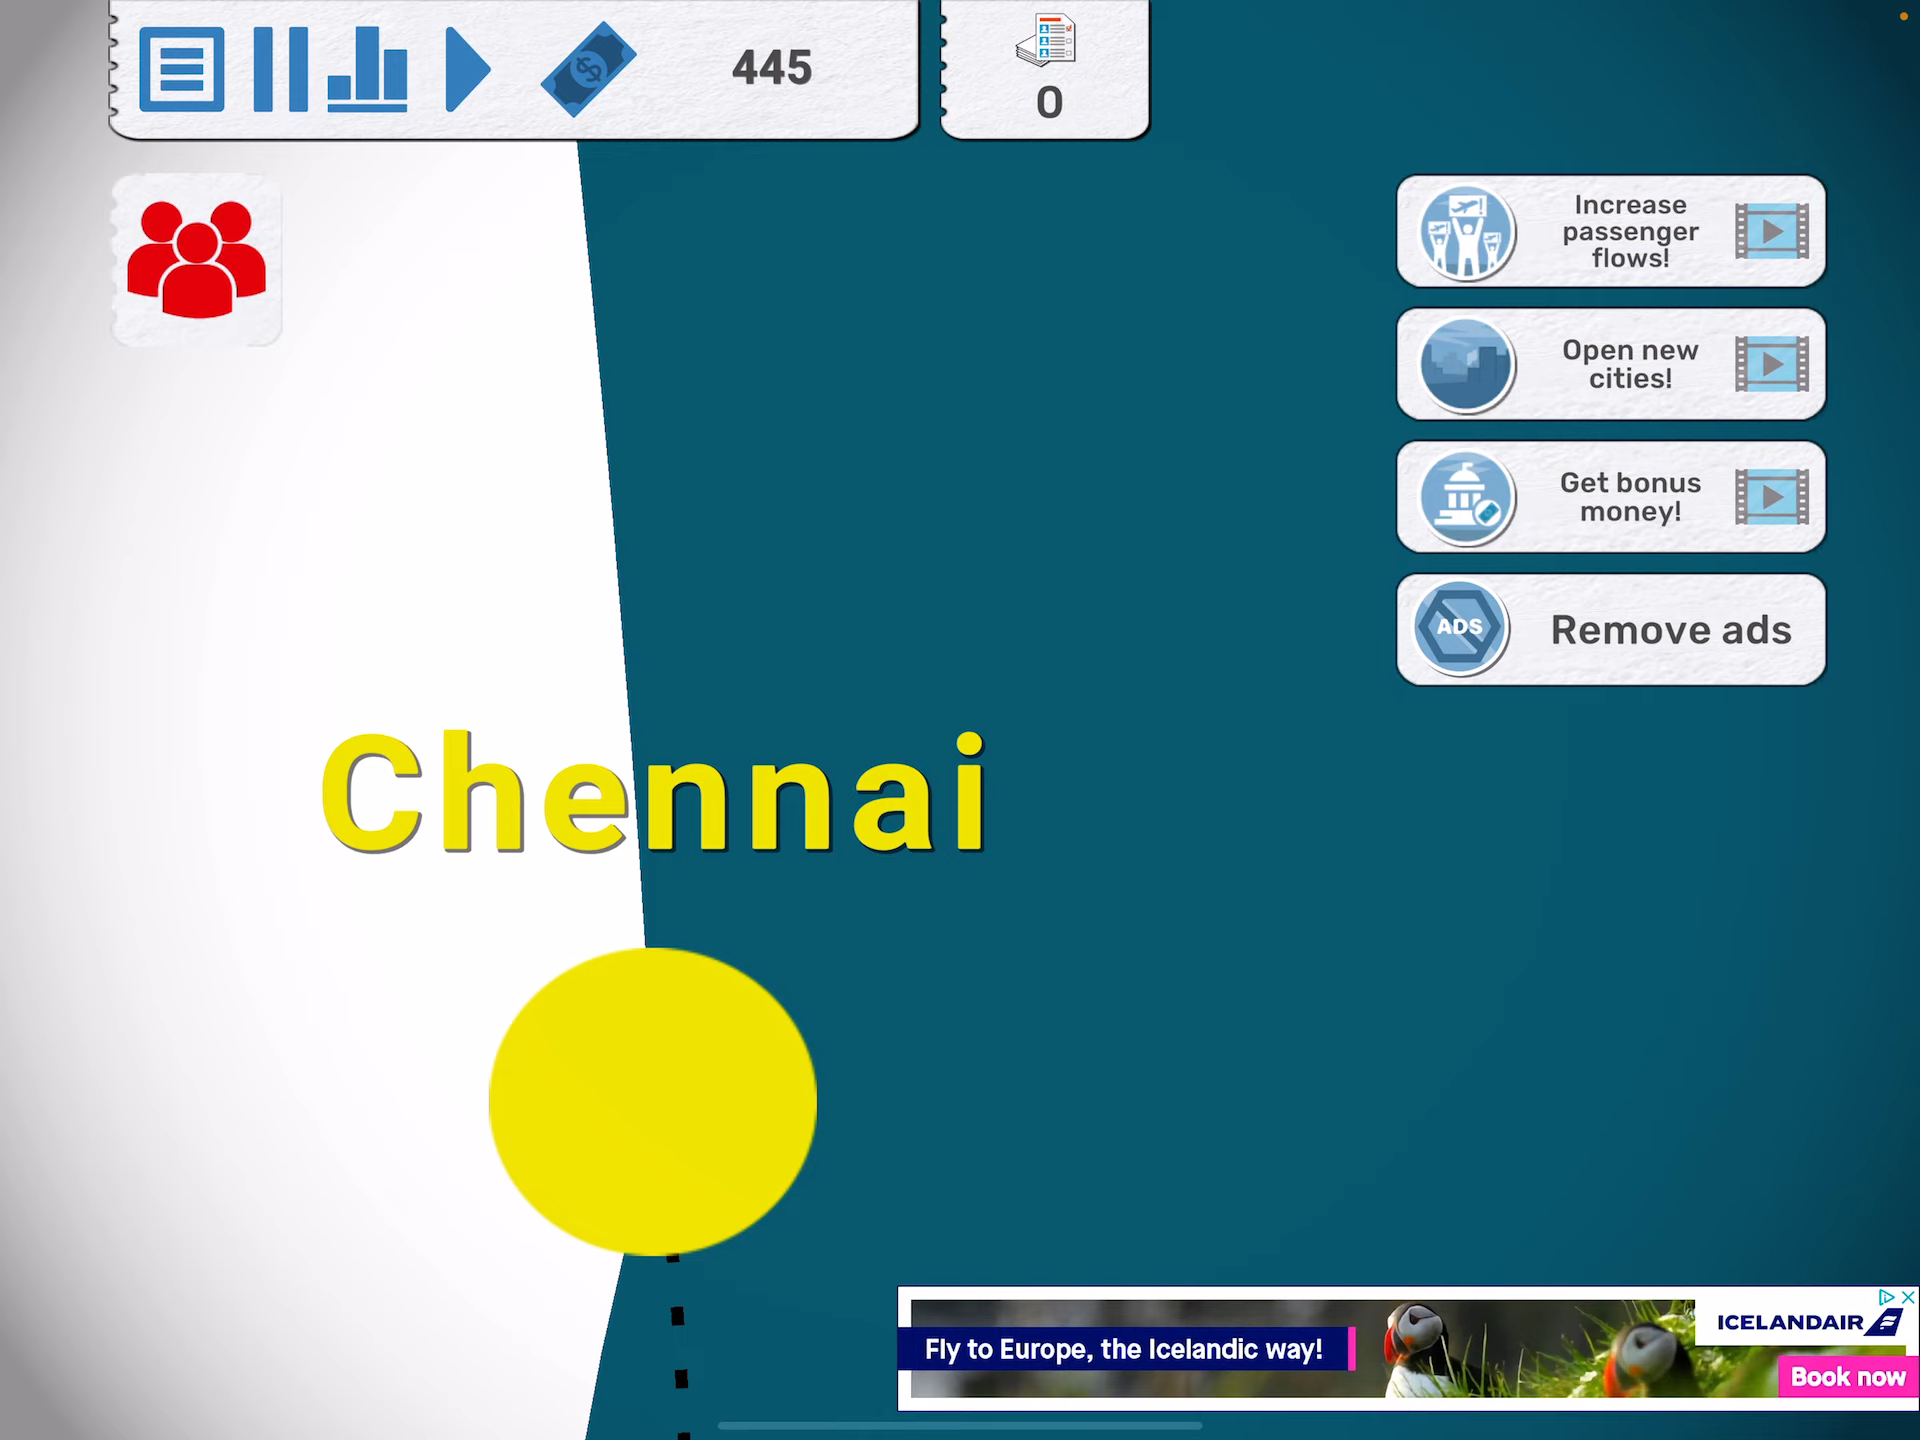 445
0
Increase
passenger
flows!
Open new
cities!
Get bonus
money!
ADS
Remove ads
Chennai
Fly to Europe, the Icelandic way!
ICELANDAIR
Book now